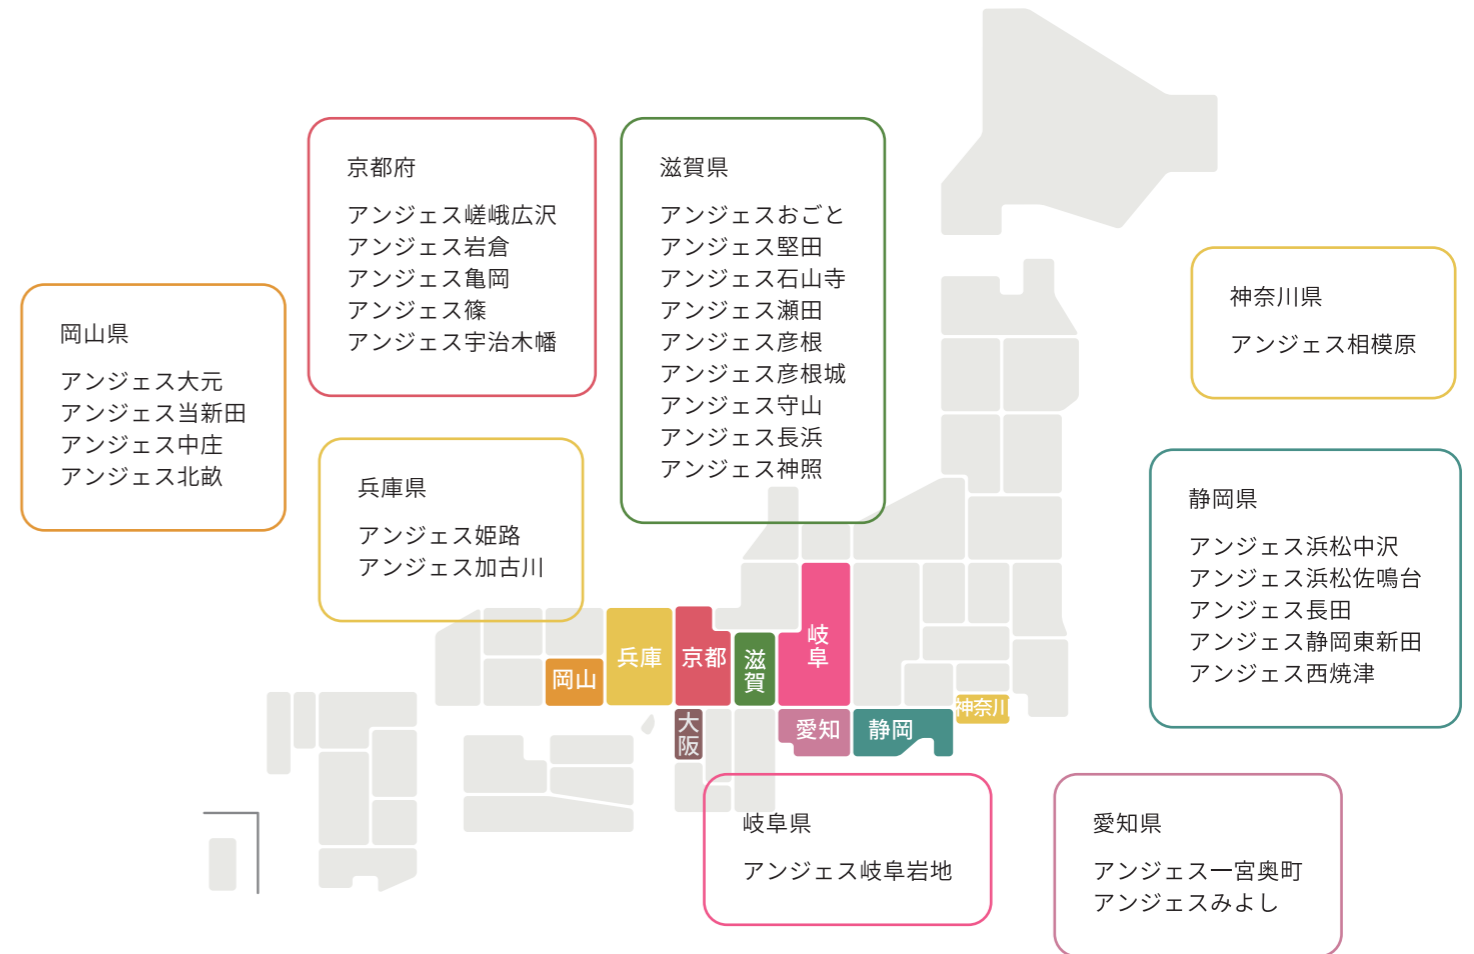 京都府
アンジェス嵯峨広沢
アンジェス岩倉
アンジェス亀岡
アンジェス篠
アンジェス宇治木幡
滋賀県
アンジェスおごと
アンジェス堅田
アンジェス石山寺
アンジェス瀬田
アンジェス彦根
アンジェス彦根城
アンジェス守山
アンジェス長浜
アンジェス神照
神奈川県
アンジェス相模原
岡山県
アンジェス大元
アンジェス当新田
アンジェス中庄
アンジェス北畝
兵庫県
アンジェス姫路
アンジェス加古川
静岡県
アンジェス浜松中沢
アンジェス浜松佐鳴台
アンジェス長田
アンジェス静岡東新田
アンジェス西焼津
岡山
兵庫
京都
滋賀
岐阜
大阪
愛知
静岡
神奈川
岐阜県
アンジェス岐阜岩地
愛知県
アンジェス一宮奥町
アンジェスみよし